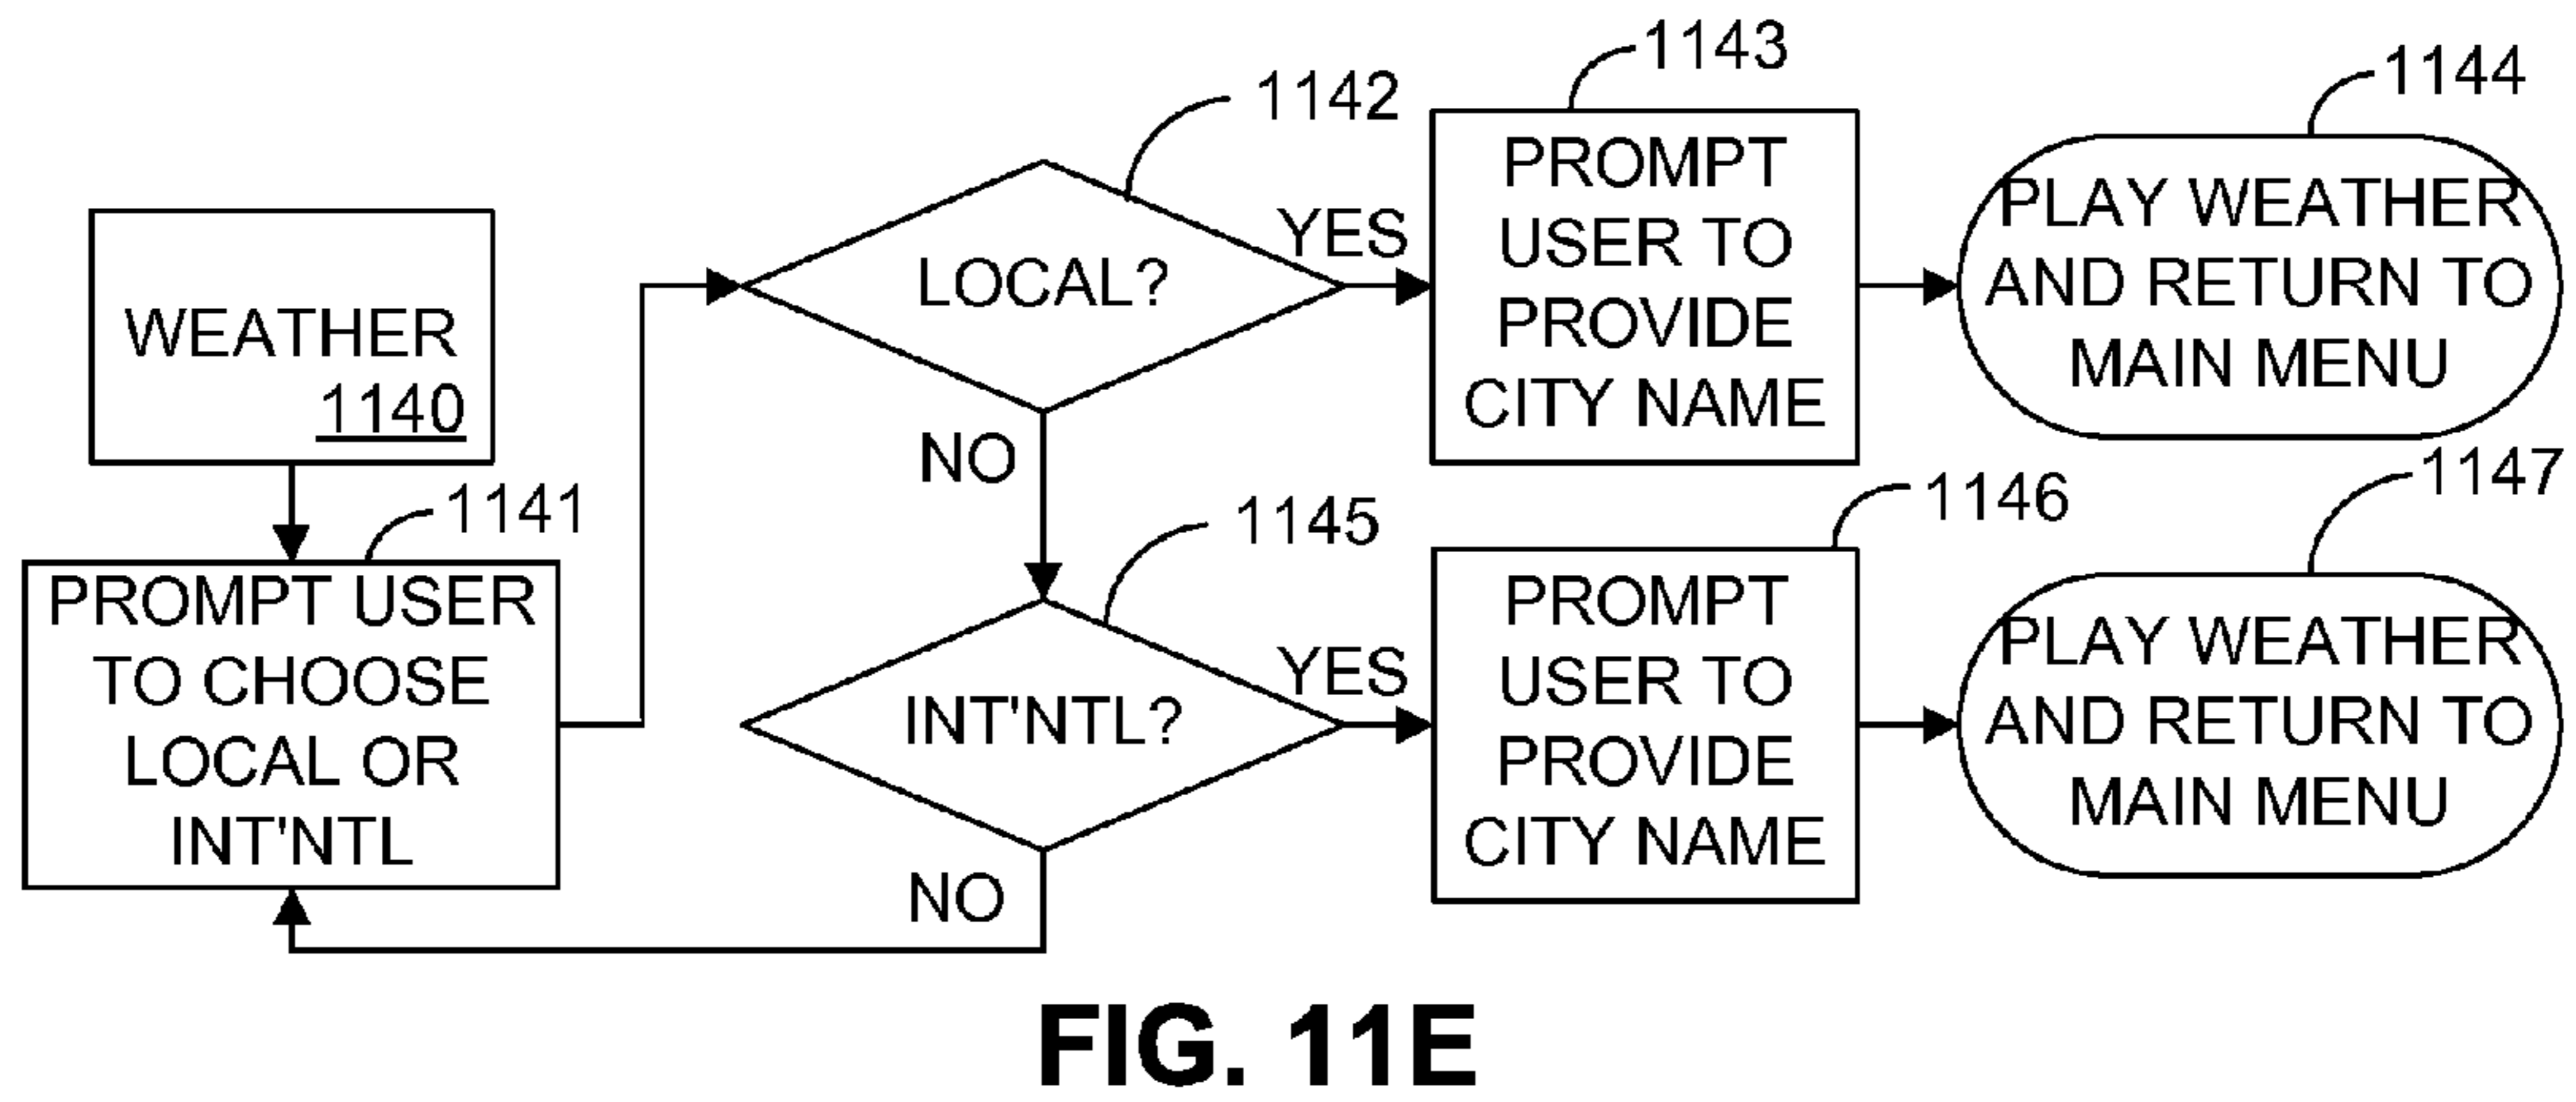 WEATHER
1140
1141
PROMPT USER
TO CHOOSE
LOCAL OR
INT'NTL
1142
LOCAL?
YES
NO
1143
PROMPT
USER TO
PROVIDE
CITY NAME
1144
PLAY WEATHER
AND RETURN TO
MAIN MENU
1145
INT'NTL?
YES
NO
1146
PROMPT
USER TO
PROVIDE
CITY NAME
1147
PLAY WEATHER
AND RETURN TO
MAIN MENU
FIG. 11E